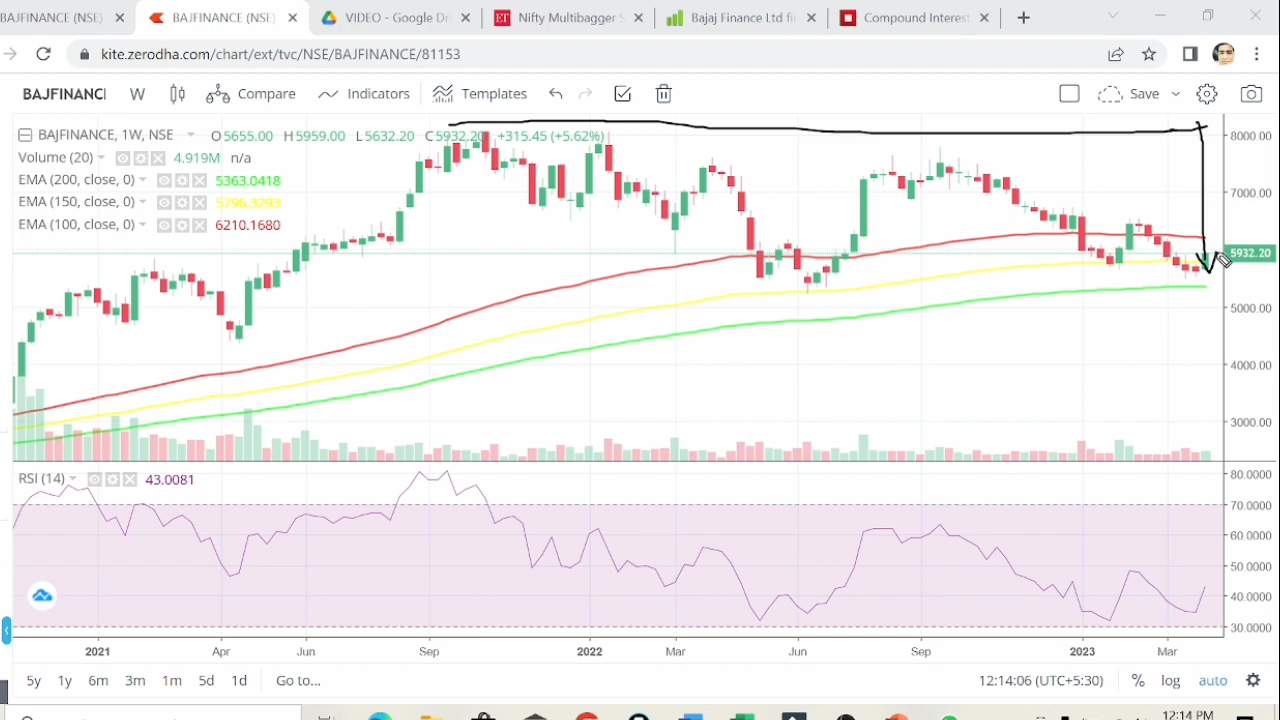 BAJFINANCE (NSE) BAJFINANCE (NSE) VIDEO - Google Dri Nifty Multibagger S Bajaj Finance Ltd fi Compound Interest
kite.zerodha.com/chart/ext/tvc/NSE/BAJFINANCE/81153
BAJFINANC W Compare Indicators Templates Save
BAJFINANCE, 1W, NSE O5655.00 H5959.00 L5632.20 C5932.20 +315.45 (+5.62%) 8000.00
Volume (20) 4.919M n/a
EMA (200, close, 0) 5363.0418 7000.00
EMA (150, close, 0) 5796.3293
EMA (100, close, 0) 6210.1680
5932.20
5000.00
4000.00
3000.00
RSI (14) 43.0081 80.0000
70.0000
60.0000
50.0000
40.0000
30.0000
2021 Apr Jun Sep 2022 Mar Jun Sep 2023 Mar
5y 1y 6m 3m 1m 5d 1d Go to... 12:14:06 (UTC+5:30) % log auto
12:14 PM